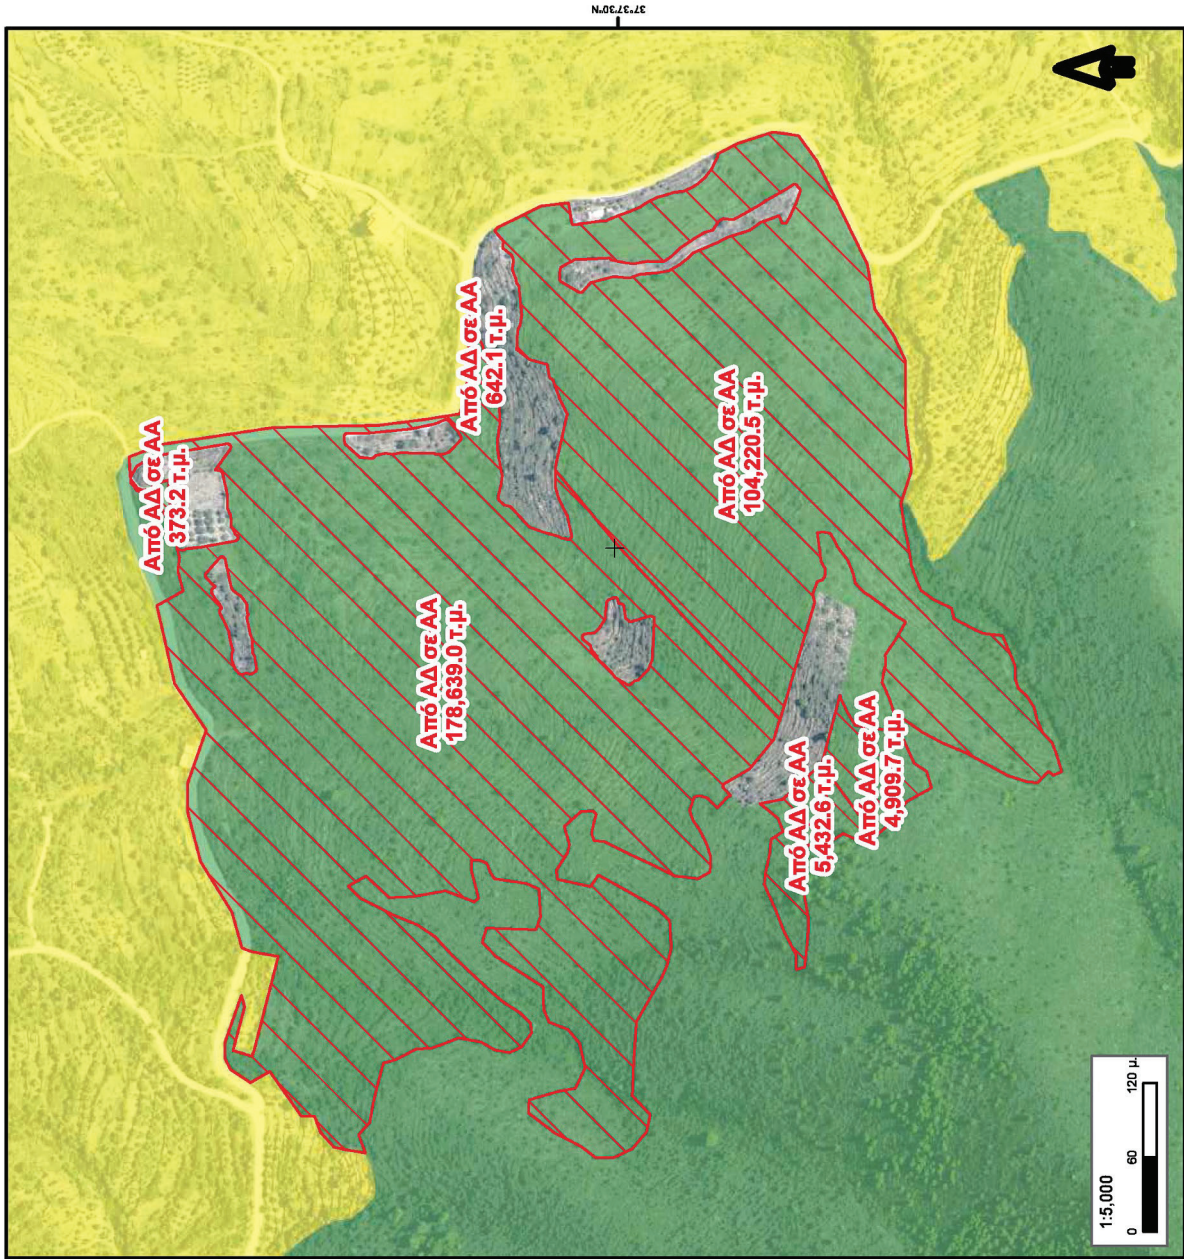 37°37'30"N
Από ΑΔ σε ΑΑ
373.2 τ.μ.
Από ΑΔ σε ΑΑ
642.1 τ.μ.
Από ΑΔ σε ΑΑ
178,639.0 τ.μ.
Από ΑΔ σε ΑΑ
104,220.5 τ.μ.
Από ΑΔ σε ΑΑ
5,432.6 τ.μ.
Από ΑΔ σε ΑΑ
4,909.7 τ.μ.
1:5,000
0 60 120 μ.